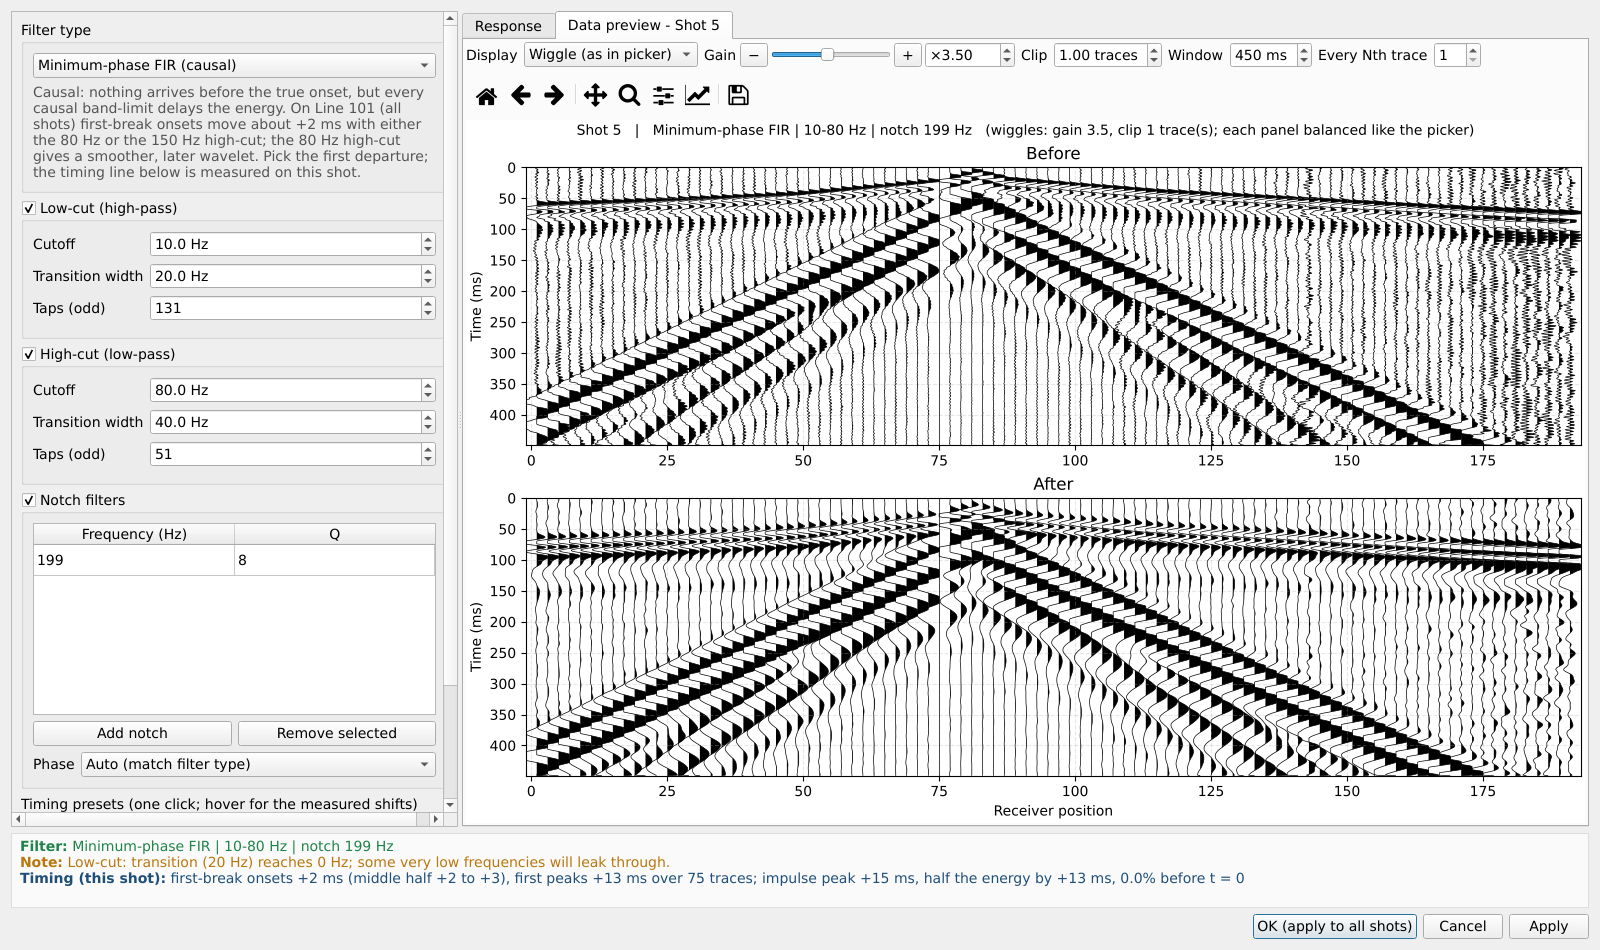 Filter type
Minimum-phase FIR (causal)
Causal: nothing arrives before the true onset, but every
causal band-limit delays the energy. On Line 101 (all
shots) first-break onsets move about +2 ms with either
the 80 Hz or the 150 Hz high-cut; the 80 Hz high-cut
gives a smoother, later wavelet. Pick the first departure;
the timing line below is measured on this shot.
Low-cut (high-pass)
Cutoff 10.0 Hz
Transition width 20.0 Hz
Taps (odd) 131
High-cut (low-pass)
Cutoff 80.0 Hz
Transition width 40.0 Hz
Taps (odd) 51
Notch filters
Frequency (Hz) Q
199 8
Add notch Remove selected
Phase Auto (match filter type)
Timing presets (one click; hover for the measured shifts)
Response Data preview - Shot 5
Display Wiggle (as in picker) Gain − + ×3.50 Clip 1.00 traces Window 450 ms Every Nth trace 1
Shot 5 | Minimum-phase FIR | 10-80 Hz | notch 199 Hz (wiggles: gain 3.5, clip 1 trace(s); each panel balanced like the picker)
Before
0
50
100
150
200
250
300
350
400
Time (ms)
0 25 50 75 100 125 150 175
After
0
50
100
150
200
250
300
350
400
Time (ms)
0 25 50 75 100 125 150 175
Receiver position
Filter: Minimum-phase FIR | 10-80 Hz | notch 199 Hz
Note: Low-cut: transition (20 Hz) reaches 0 Hz; some very low frequencies will leak through.
Timing (this shot): first-break onsets +2 ms (middle half +2 to +3), first peaks +13 ms over 75 traces; impulse peak +15 ms, half the energy by +13 ms, 0.0% before t = 0
OK (apply to all shots) Cancel Apply